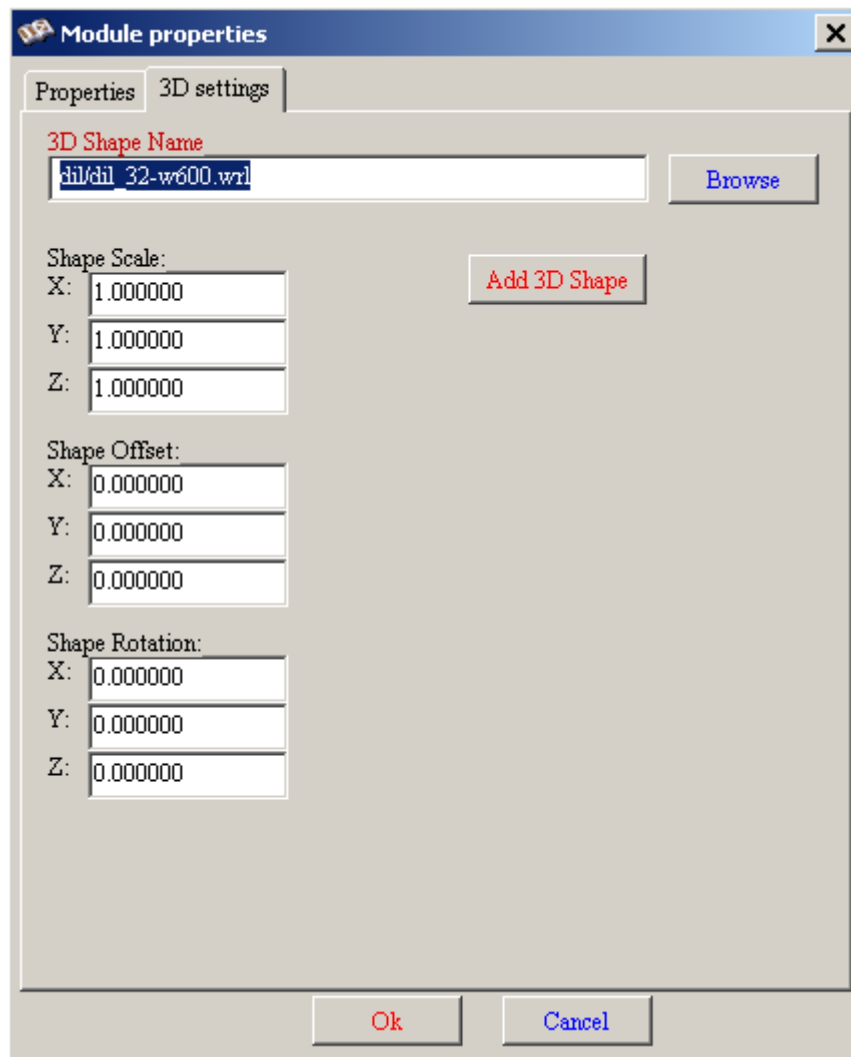 Module properties
Properties 3D settings
3D Shape Name
dil/dil_32-w600.wrl Browse
Shape Scale:
Add 3D Shape
X: 1.000000
Y: 1.000000
Z: 1.000000
Shape Offset:
X: 0.000000
Y: 0.000000
Z: 0.000000
Shape Rotation:
X: 0.000000
Y: 0.000000
Z: 0.000000
Ok Cancel